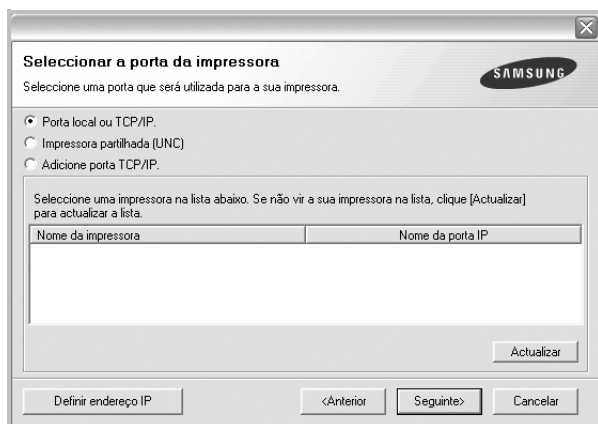 Seleccionar a porta da impressora
Seleccione uma porta que será utilizada para a sua impressora.
SAMSUNG
Porta local ou TCP/IP.
Impressora partilhada (UNC)
Adicione porta TCP/IP.
Seleccione uma impressora na lista abaixo. Se não vir a sua impressora na lista, clique [Actualizar]
para actualizar a lista.
Nome da impressora Nome da porta IP
Actualizar
Definir endereço IP <Anterior Seguinte> Cancelar